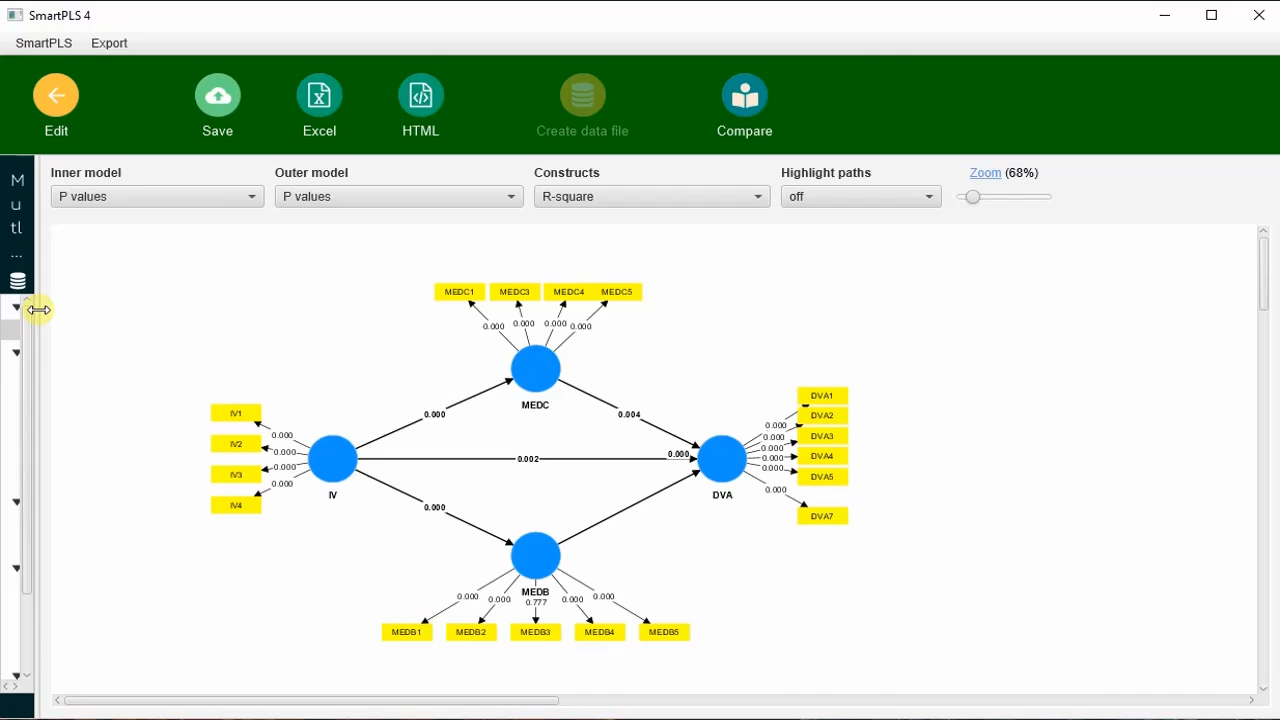 SmartPLS 4
SmartPLS Export
Edit Save Excel HTML Create data file Compare
Inner model Outer model Constructs Highlight paths Zoom (68%)
P values P values R-square off
M
u
tl
...
MEDC1 MEDC3 MEDC4 MEDC5
0.000 0.000 0.000 0.000
MEDC
IV1
IV2
IV3
IV4
0.000
0.000
0.000
0.000
IV
0.000
0.004
0.002
0.000
0.000
DVA
DVA1
DVA2
DVA3
DVA4
DVA5
DVA7
0.000
0.000
0.000
0.000
0.000
0.000
MEDB
0.000 0.000 0.777 0.000 0.000
MEDB1 MEDB2 MEDB3 MEDB4 MEDB5